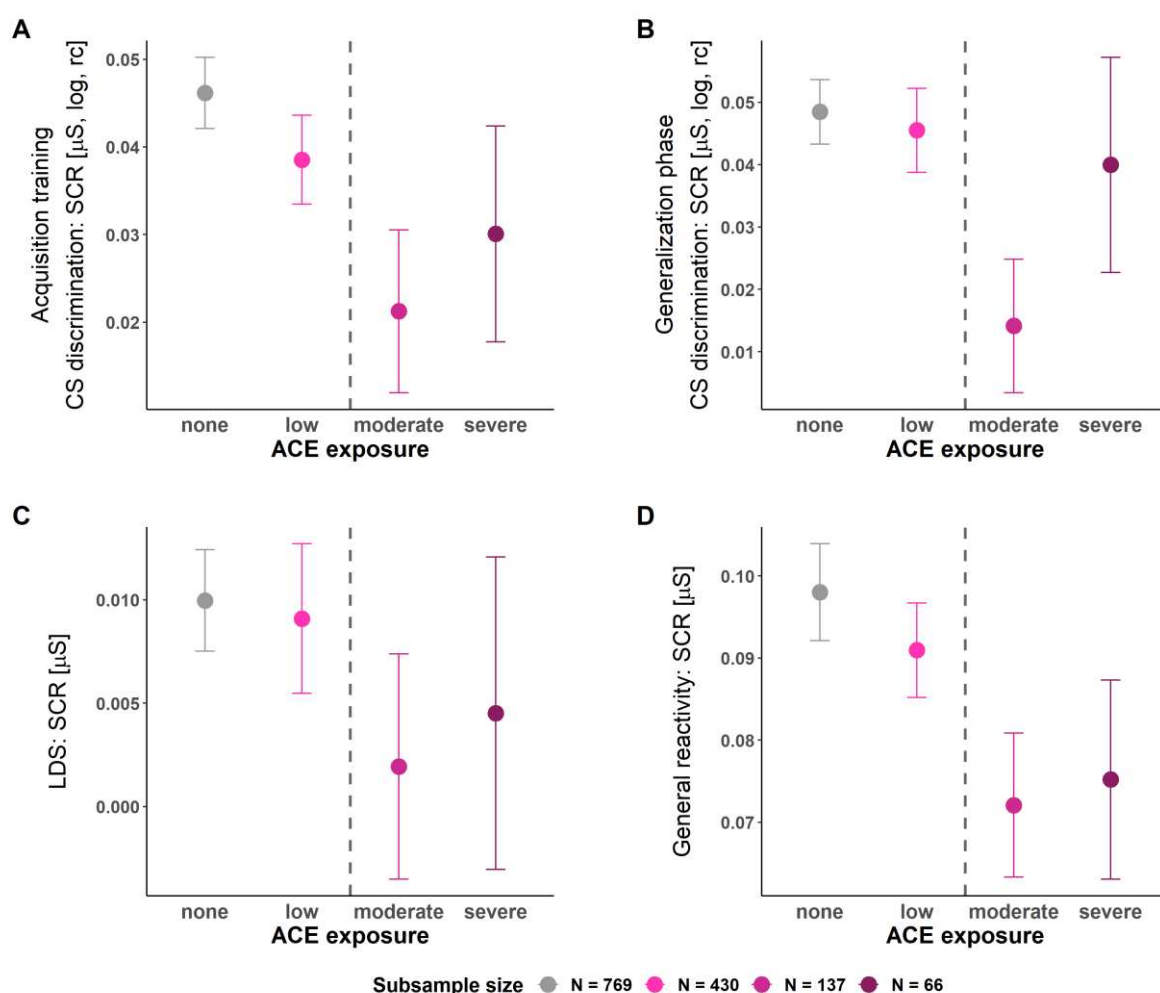 A
Acquisition training
CS discrimination: SCR [μS, log, rc]
0.05
0.04
0.03
0.02
none low moderate severe
ACE exposure
B
Generalization phase
CS discrimination: SCR [μS, log, rc]
0.05
0.04
0.03
0.02
0.01
none low moderate severe
ACE exposure
C
LDS: SCR [μS]
0.010
0.005
0.000
none low moderate severe
ACE exposure
D
General reactivity: SCR [μS]
0.10
0.09
0.08
0.07
none low moderate severe
ACE exposure
Subsample size N = 769 N = 430 N = 137 N = 66